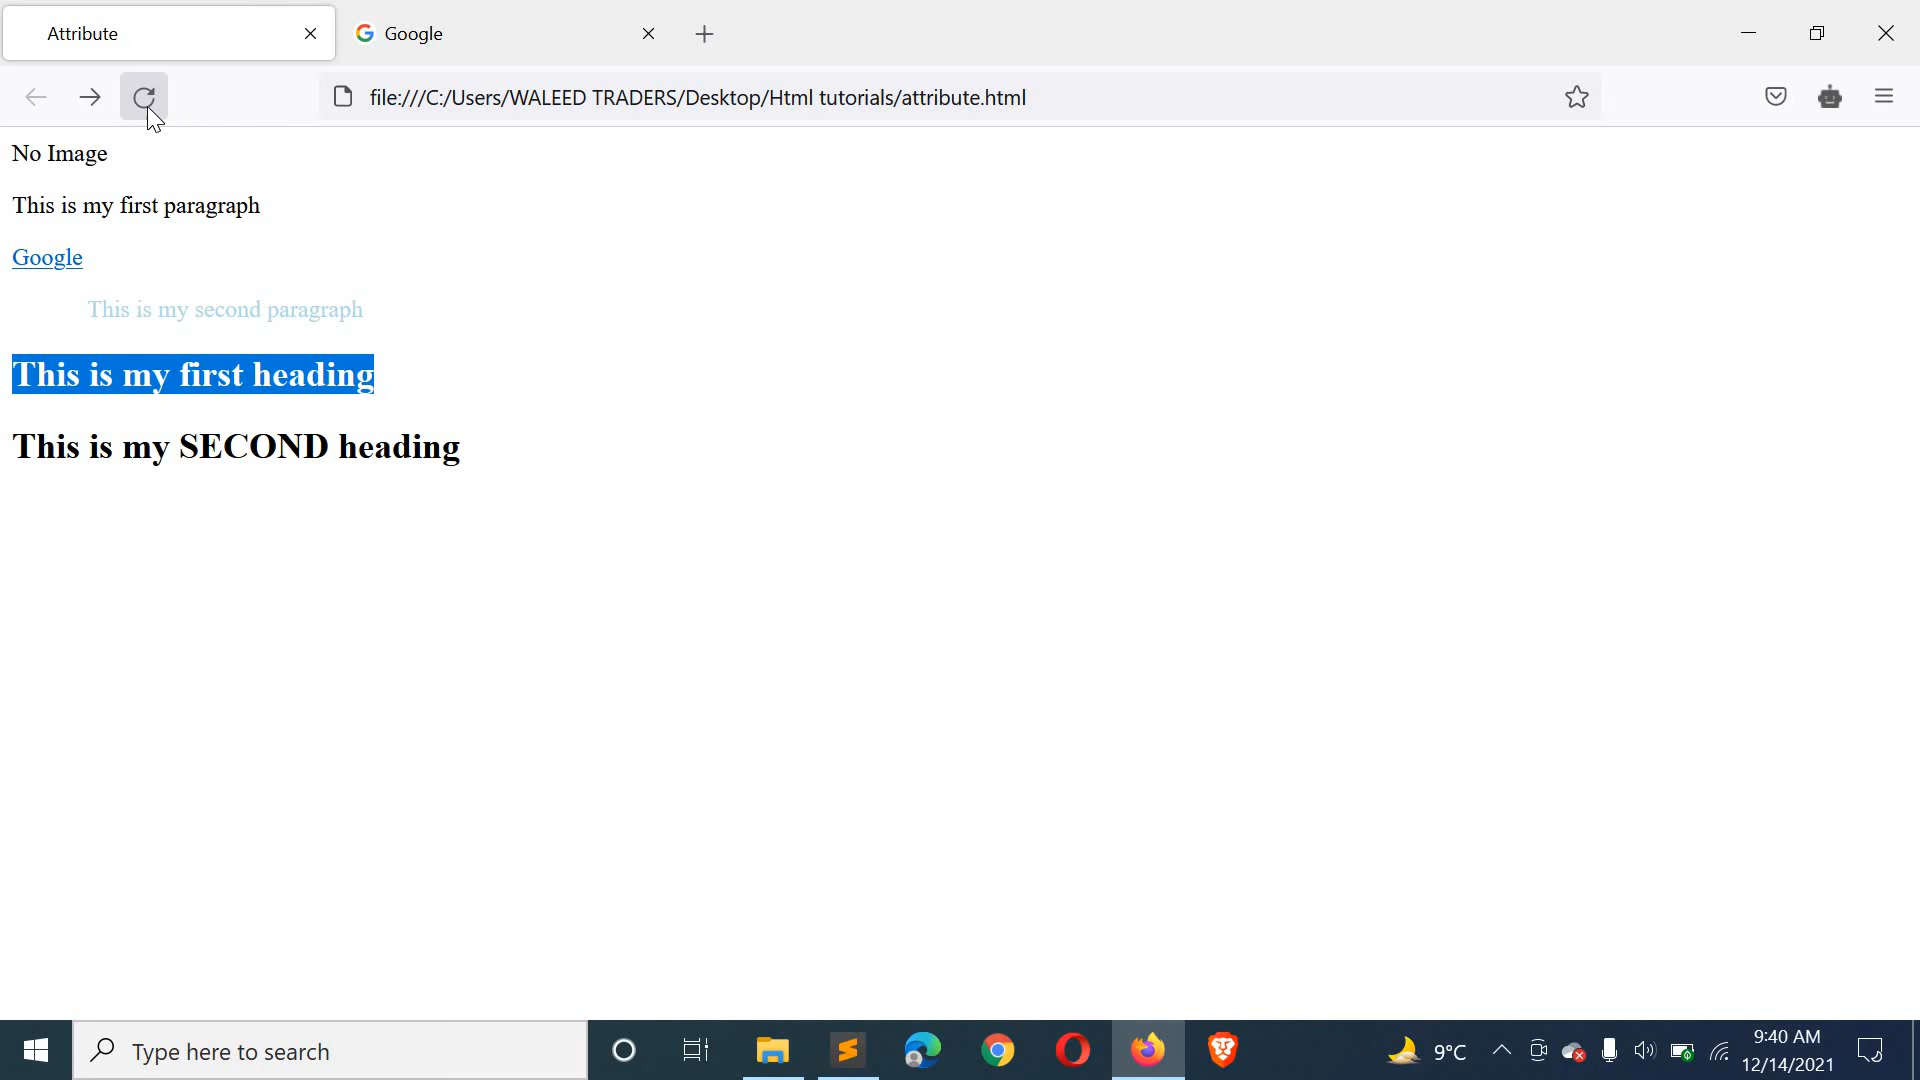 Attribute
Google
file:///C:/Users/WALEED TRADERS/Desktop/Html tutorials/attribute.html
No Image
This is my first paragraph
Google
This is my second paragraph
This is my first heading
This is my SECOND heading
Type here to search
9°C
9:40 AM
12/14/2021